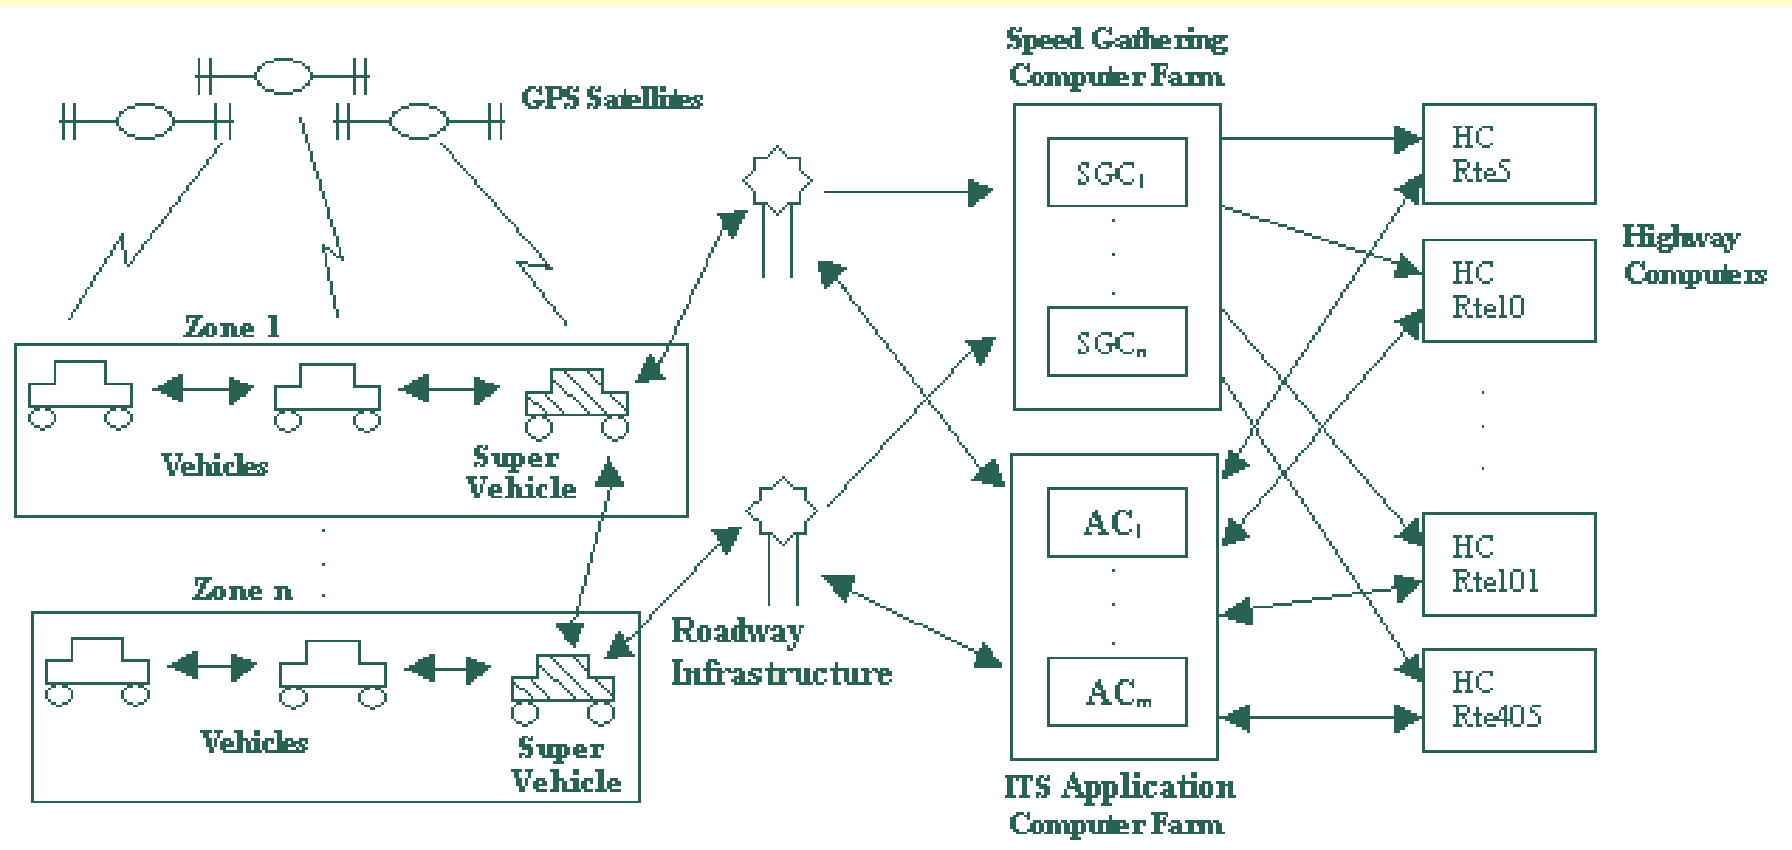 GPS Satellites
Speed Gathering
Computer Farm
SGC₁
SGCₙ
HC
Rte5
HC
Rte10
Highway
Computers
HC
Rte101
HC
Rte405
Zone 1
Vehicles
Super
Vehicle
Zone n
Vehicles
Super
Vehicle
Roadway
Infrastructure
AC₁
ACₘ
ITS Application
Computer Farm